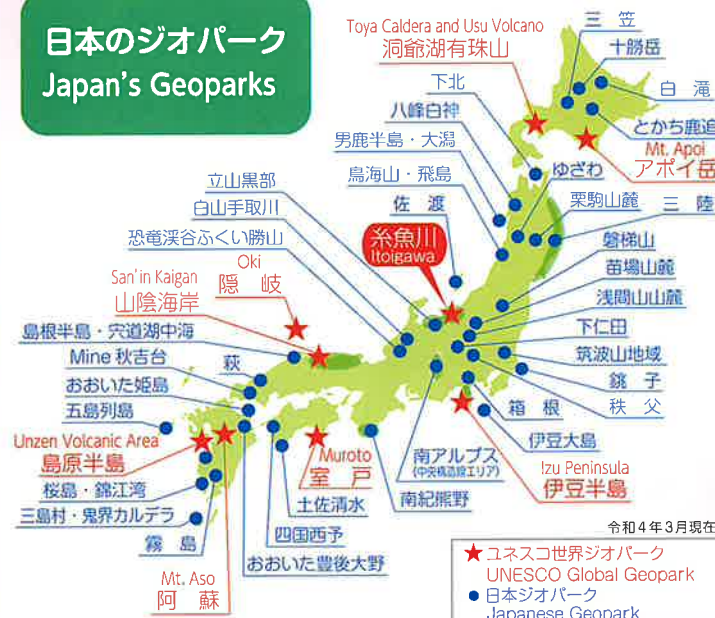 日本のジオパーク
Japan's Geoparks
Toya Caldera and Usu Volcano
洞爺湖有珠山
三笠
十勝岳
白滝
とかち鹿追
Mt. Apoi
アポイ岳
下北
八峰白神
男鹿半島・大潟
鳥海山・飛島
ゆざわ
栗駒山麓
三陸
佐渡
立山黒部
白山手取川
恐竜渓谷ふくい勝山
糸魚川
Itoigawa
磐梯山
苗場山麓
浅間山山麓
下仁田
筑波山地域
銚子
秩父
箱根
伊豆大島
Izu Peninsula
伊豆半島
Oki
隠岐
San'in Kaigan
山陰海岸
島根半島・宍道湖中海
Mine 秋吉台
萩
おおいた姫島
五島列島
Unzen Volcanic Area
島原半島
桜島・錦江湾
三島村・鬼界カルデラ
霧島
Mt. Aso
阿蘇
おおいた豊後大野
四国西予
土佐清水
Muroto
室戸
南紀熊野
南アルプス
(中央構造線エリア)
令和4年3月現在
ユネスコ世界ジオパーク
UNESCO Global Geopark
日本ジオパーク
Japanese Geopark